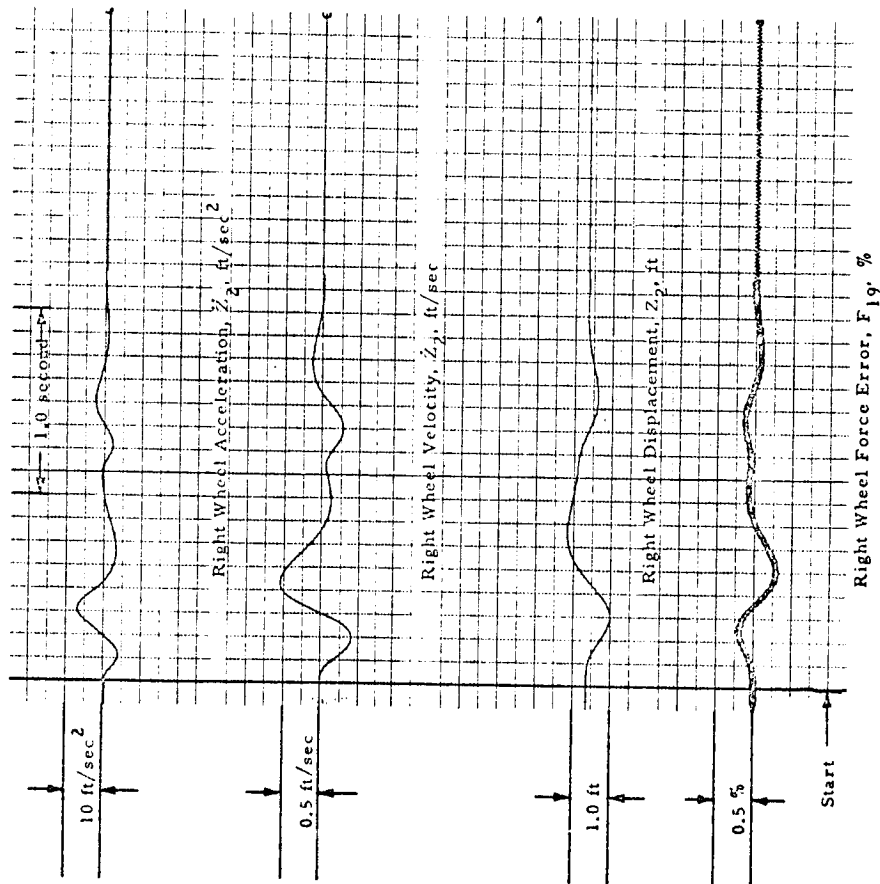 1.0 second
10 ft/sec²
Right Wheel Acceleration, Z̈₂, ft/sec²
0.5 ft/sec
Right Wheel Velocity, Ż₂, ft/sec
1.0 ft
Right Wheel Displacement, Z₂, ft
0.5 %
Start
Right Wheel Force Error, F₁₉, %